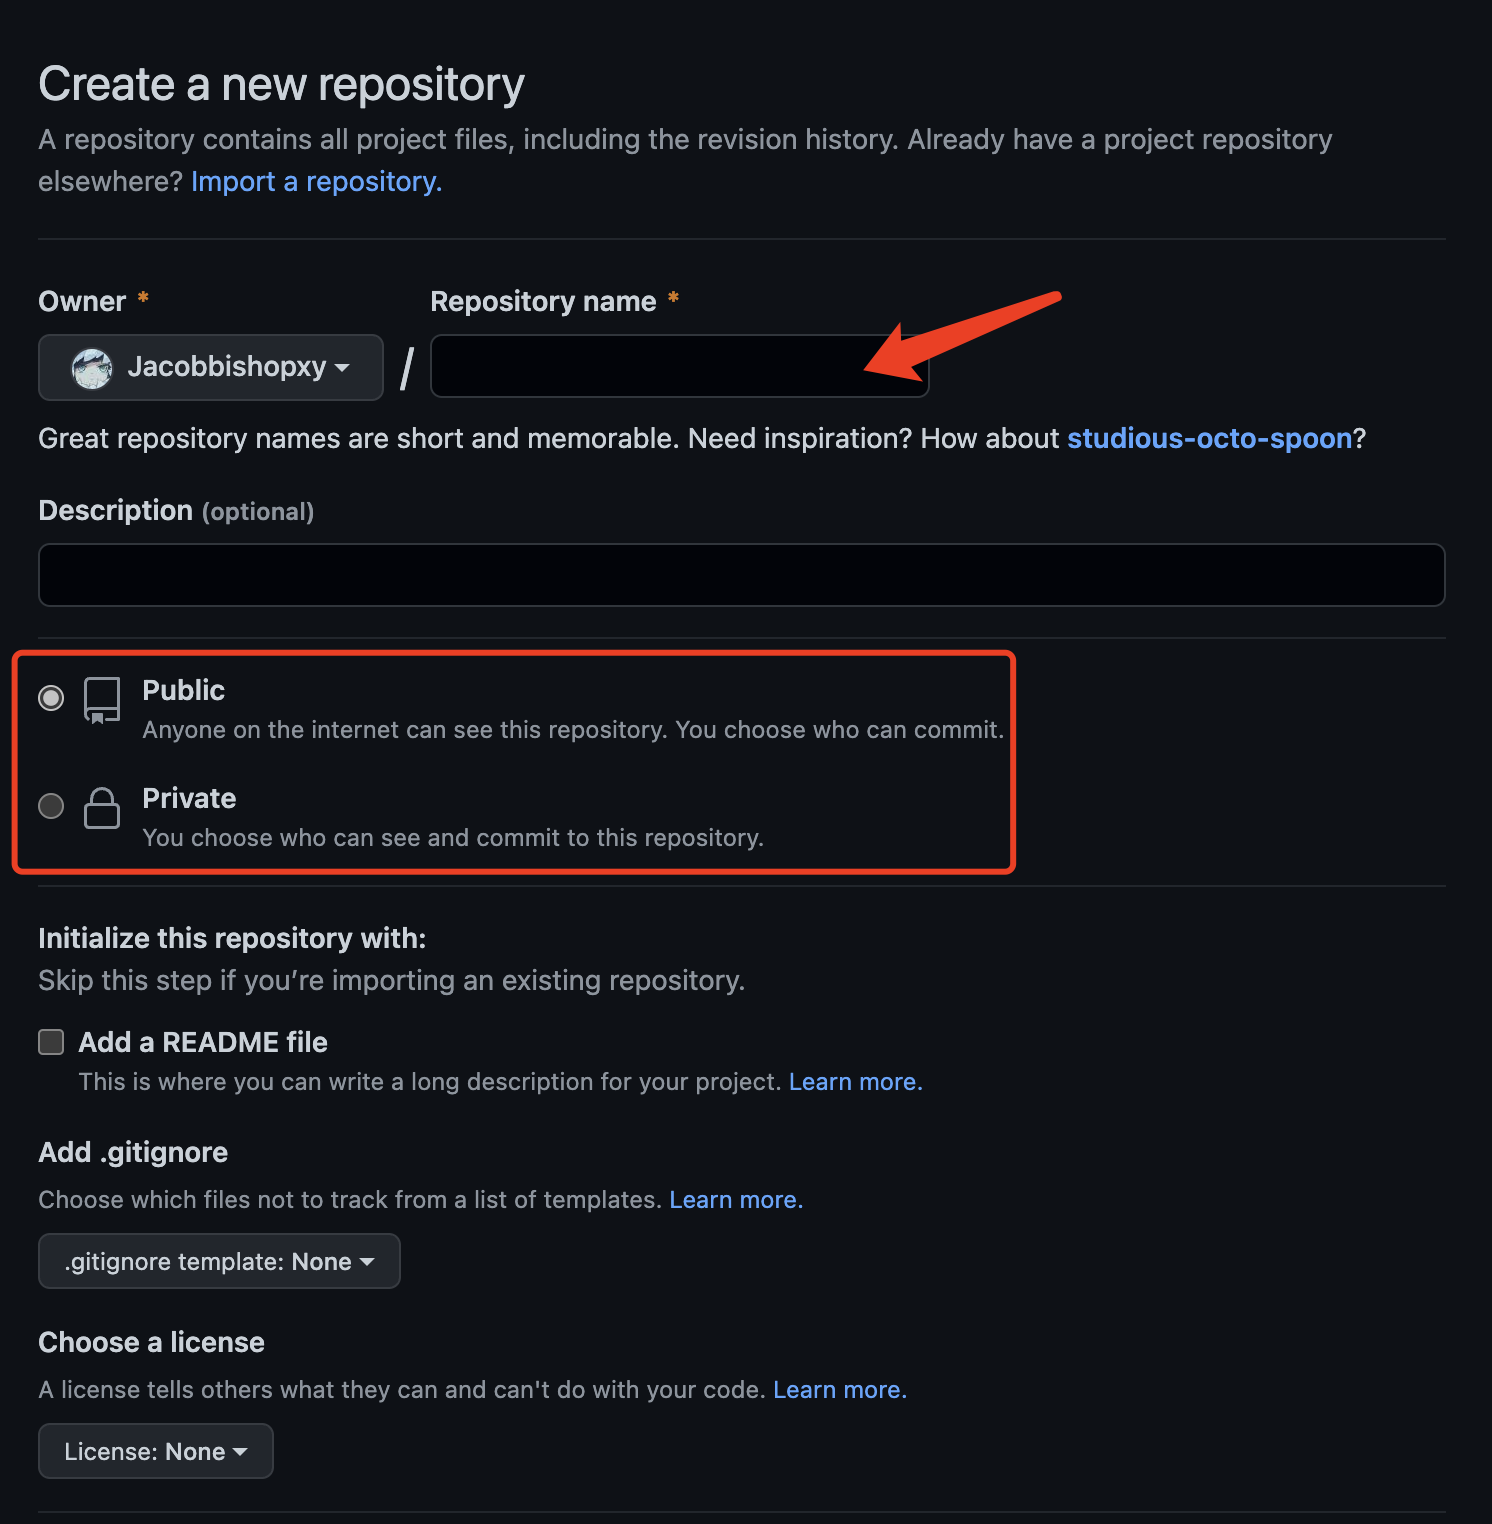 Create a new repository
A repository contains all project files, including the revision history. Already have a project repository
elsewhere? Import a repository.
Owner * Repository name *
Jacobbishopxy /
Great repository names are short and memorable. Need inspiration? How about studious-octo-spoon?
Description (optional)
Public
Anyone on the internet can see this repository. You choose who can commit.
Private
You choose who can see and commit to this repository.
Initialize this repository with:
Skip this step if you’re importing an existing repository.
Add a README file
This is where you can write a long description for your project. Learn more.
Add .gitignore
Choose which files not to track from a list of templates. Learn more.
.gitignore template: None
Choose a license
A license tells others what they can and can't do with your code. Learn more.
License: None